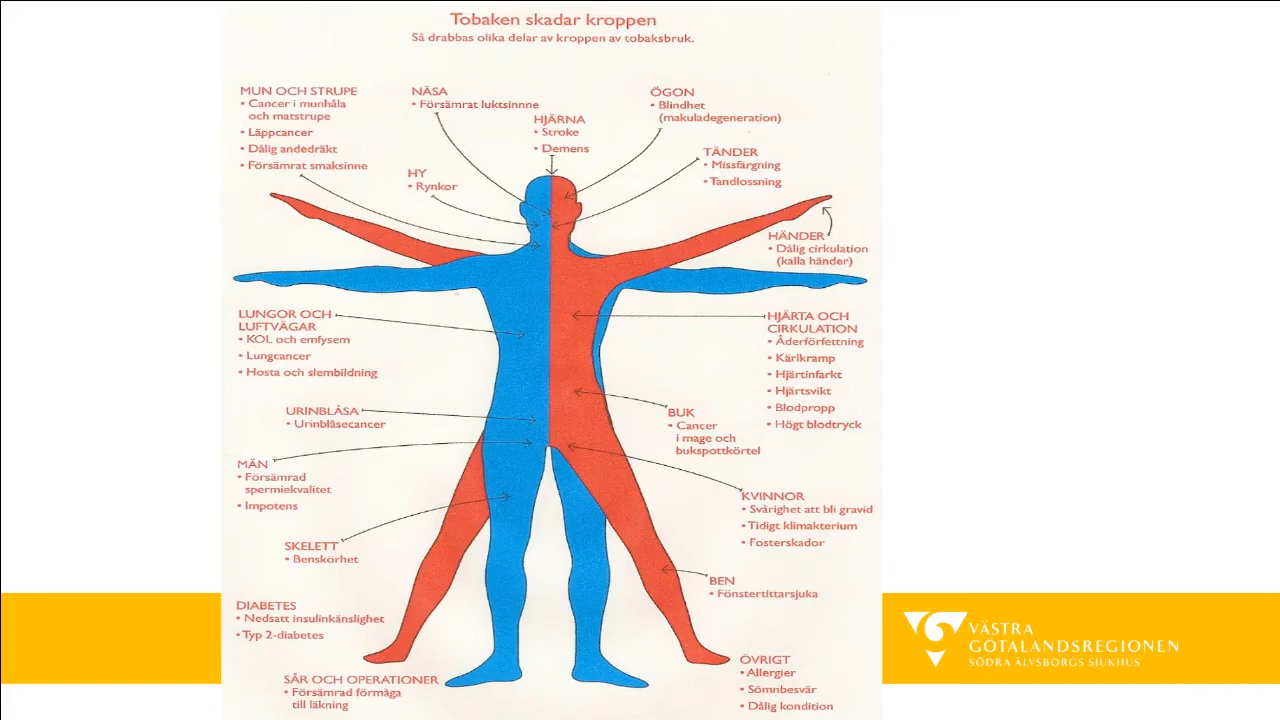 Tobaken skadar kroppen
Så drabbas olika delar av kroppen av tobaksbruk.
MUN OCH STRUPE
• Cancer i munhåla
och matstrupe
• Läppcancer
• Dålig andedräkt
• Försämrat smaksinne
NÄSA
• Försämrat luktsinnne
HJÄRNA
• Stroke
• Demens
ÖGON
• Blindhet
(makuladegeneration)
TÄNDER
• Missfärgning
• Tandlossning
HY
• Rynkor
HÄNDER
• Dålig cirkulation
(kalla händer)
LUNGOR OCH
LUFTVÄGAR
• KOL och emfysem
• Lungcancer
• Hosta och slembildning
HJÄRTA OCH
CIRKULATION
• Åderförfettning
• Kärlkramp
• Hjärtinfarkt
• Hjärtsvikt
• Blodpropp
• Högt blodtryck
URINBLÅSA
• Urinblåsecancer
BUK
• Cancer
i mage och
bukspottkörtel
MÄN
• Försämrad
spermiekvalitet
• Impotens
KVINNOR
• Svårighet att bli gravid
• Tidigt klimakterium
• Fosterskador
SKELETT
• Benskörhet
BEN
• Fönstertittarsjuka
DIABETES
• Nedsatt insulinkänslighet
• Typ 2-diabetes
SÅR OCH OPERATIONER
• Försämrad förmåga
till läkning
ÖVRIGT
• Allergier
• Sömnbesvär
• Dålig kondition
VÄSTRA
GÖTALANDSREGIONEN
SÖDRA ÄLVSBORGS SJUKHUS